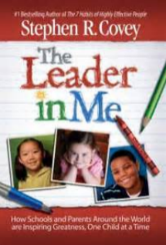 #1 Bestselling Author of The 7 Habits of Highly Effective People
Stephen R. Covey
The
Leader
in Me
How Schools and Parents Around the World
are Inspiring Greatness, One Child at a Time